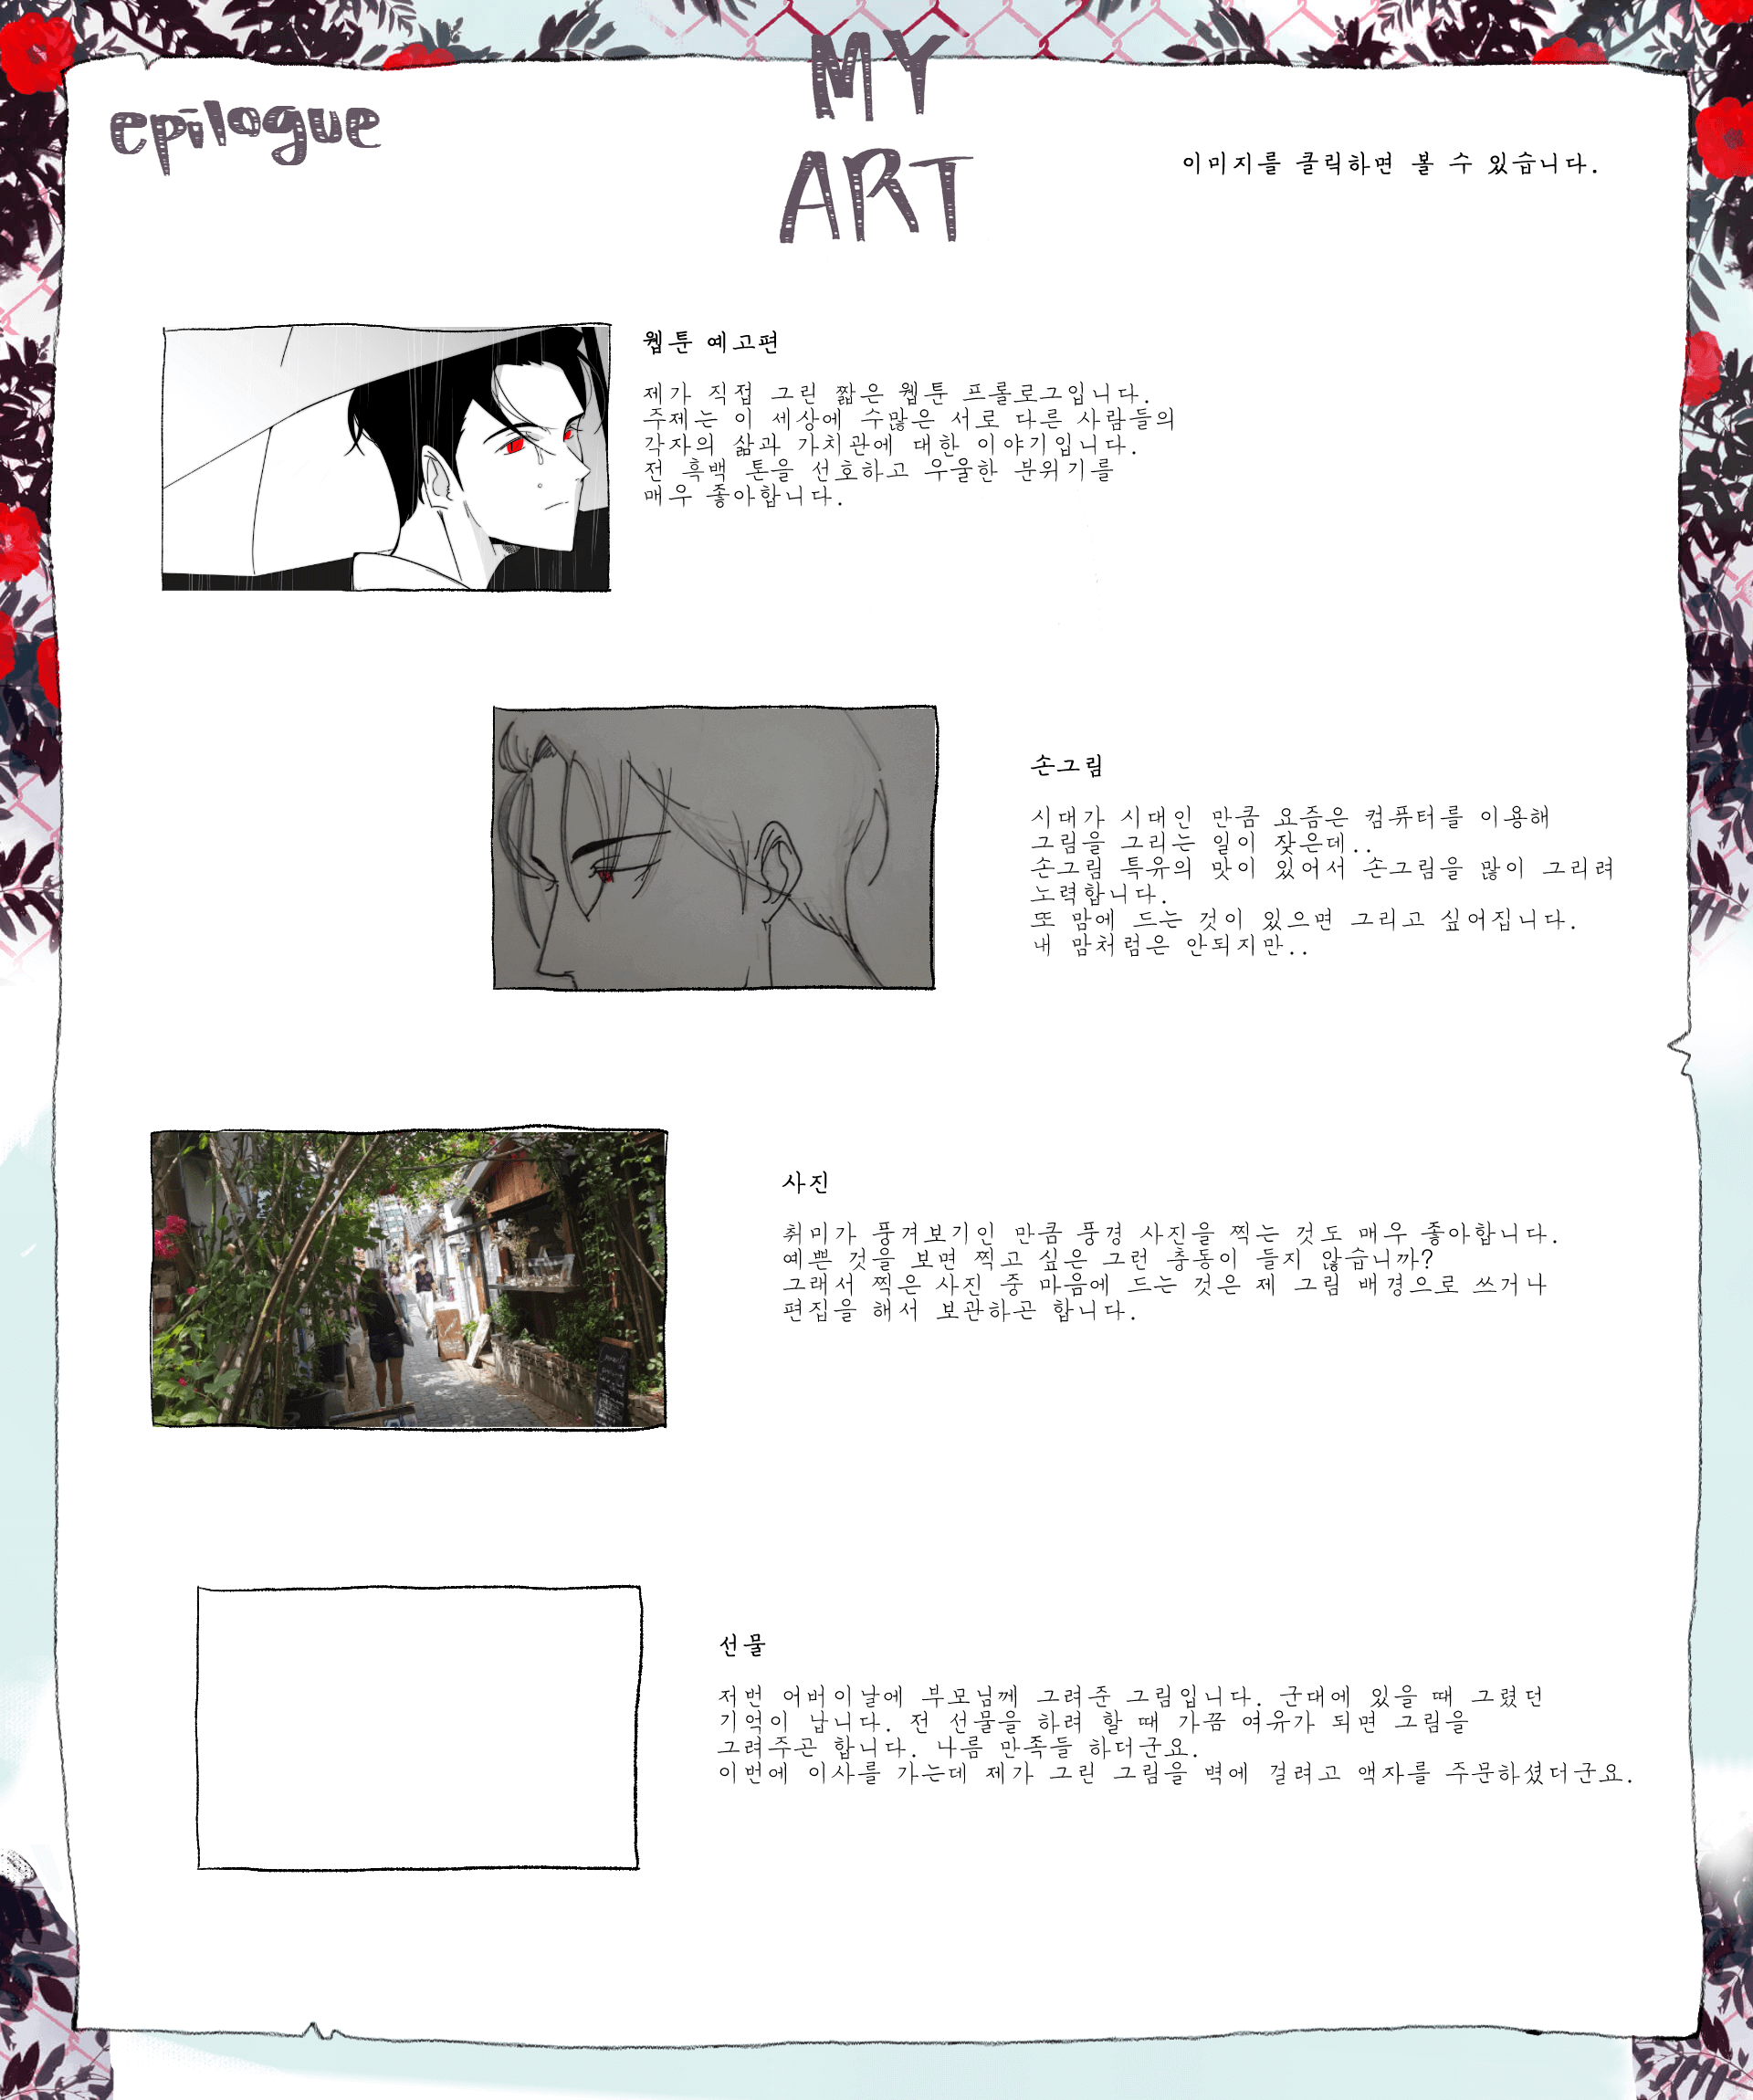 epilogue
MY
ART
이미지를 클릭하면 볼 수 있습니다.
웹툰 예고편
제가 직접 그린 짧은 웹툰 프롤로그입니다.
주제는 이 세상에 수많은 서로 다른 사람들의
각자의 삶과 가치관에 대한 이야기입니다.
전 흑백 톤을 선호하고 우울한 분위기를
매우 좋아합니다.
손그림
시대가 시대인 만큼 요즘은 컴퓨터를 이용해
그림을 그리는 일이 잦은데..
손그림 특유의 맛이 있어서 손그림을 많이 그리려
노력합니다.
또 맘에 드는 것이 있으면 그리고 싶어집니다.
내 맘처럼은 안되지만..
사진
취미가 풍겨보기인 만큼 풍경 사진을 찍는 것도 매우 좋아합니다.
예쁜 것을 보면 찍고 싶은 그런 충동이 들지 않습니까?
그래서 찍은 사진 중 마음에 드는 것은 제 그림 배경으로 쓰거나
편집을 해서 보관하곤 합니다.
선물
저번 어버이날에 부모님께 그려준 그림입니다. 군대에 있을 때 그렸던
기억이 납니다. 전 선물을 하려 할 때 가끔 여유가 되면 그림을
그려주곤 합니다. 나름 만족들 하더군요.
이번에 이사를 가는데 제가 그린 그림을 벽에 걸려고 액자를 주문하셨더군요.